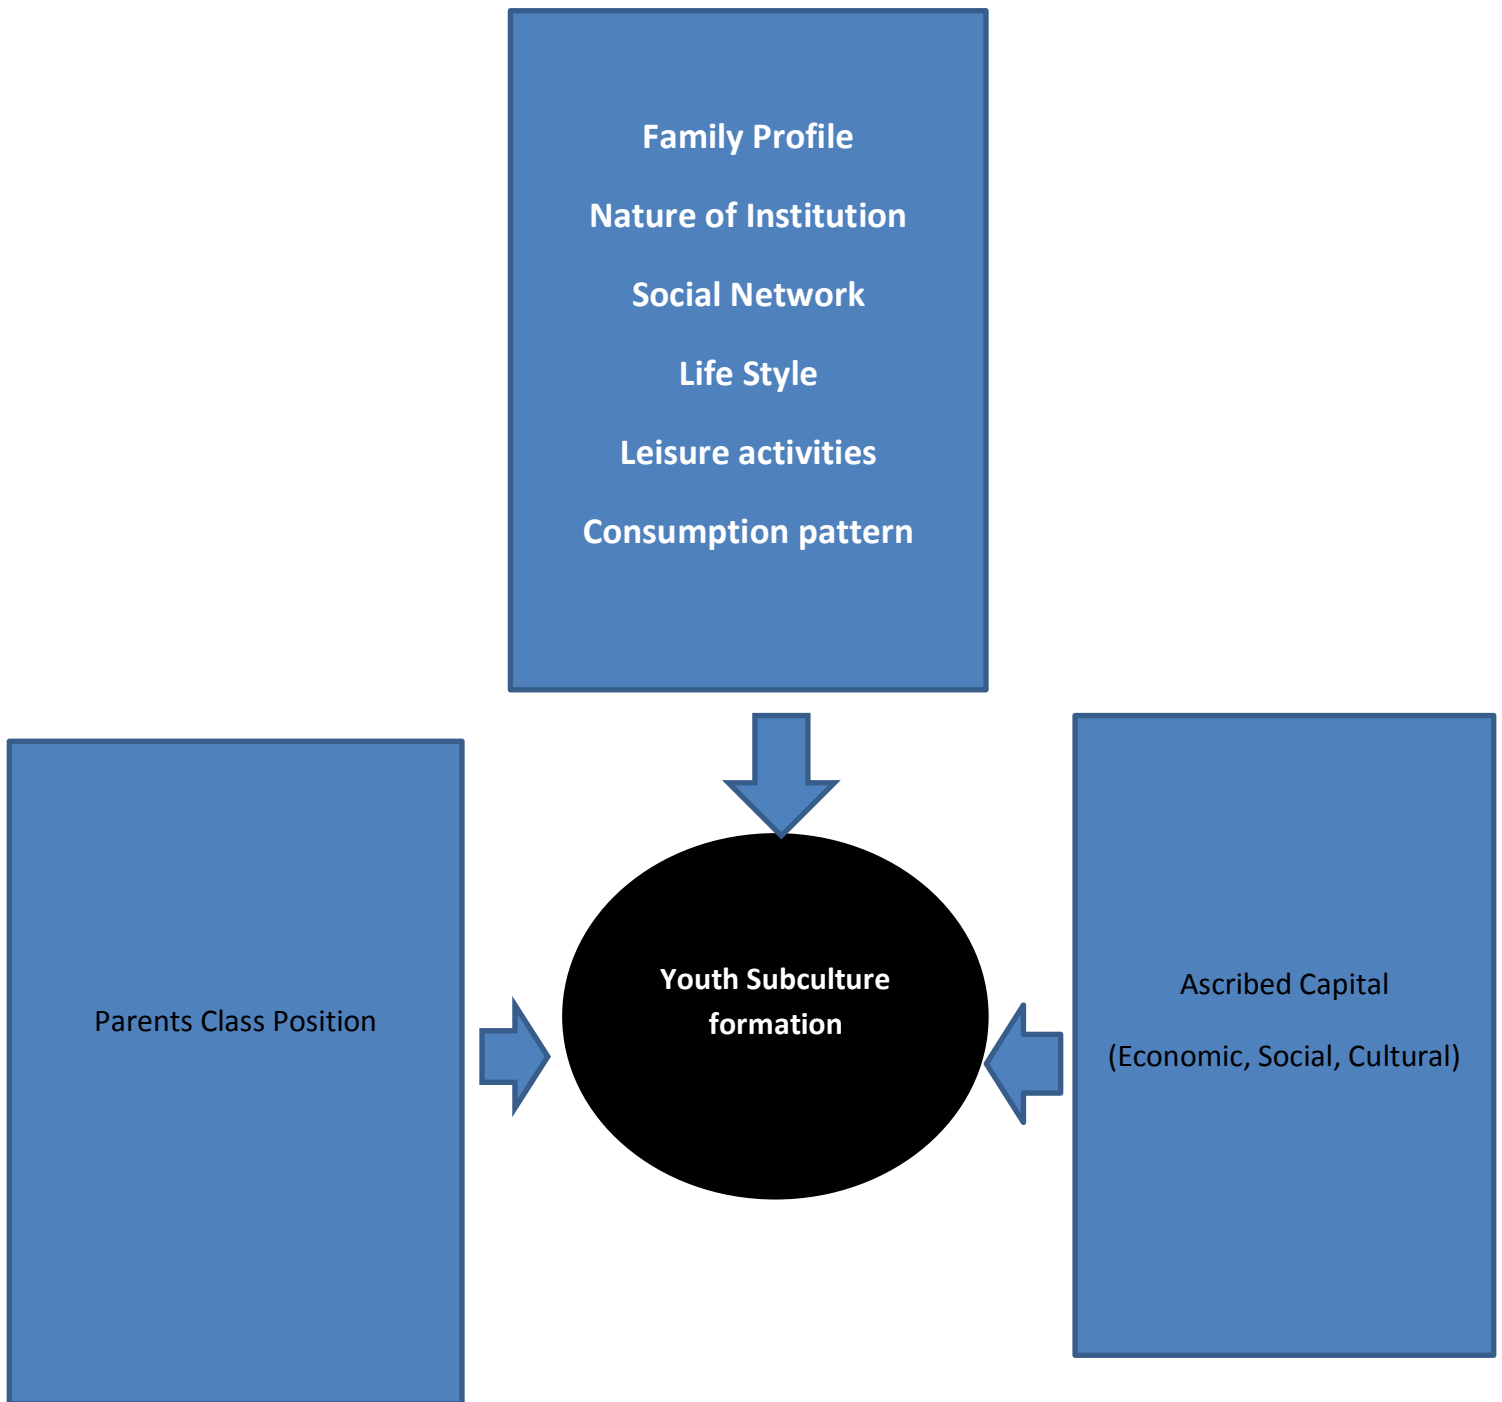 Family Profile
Nature of Institution
Social Network
Life Style
Leisure activities
Consumption pattern
Parents Class Position
Youth Subculture
formation
Ascribed Capital
(Economic, Social, Cultural)